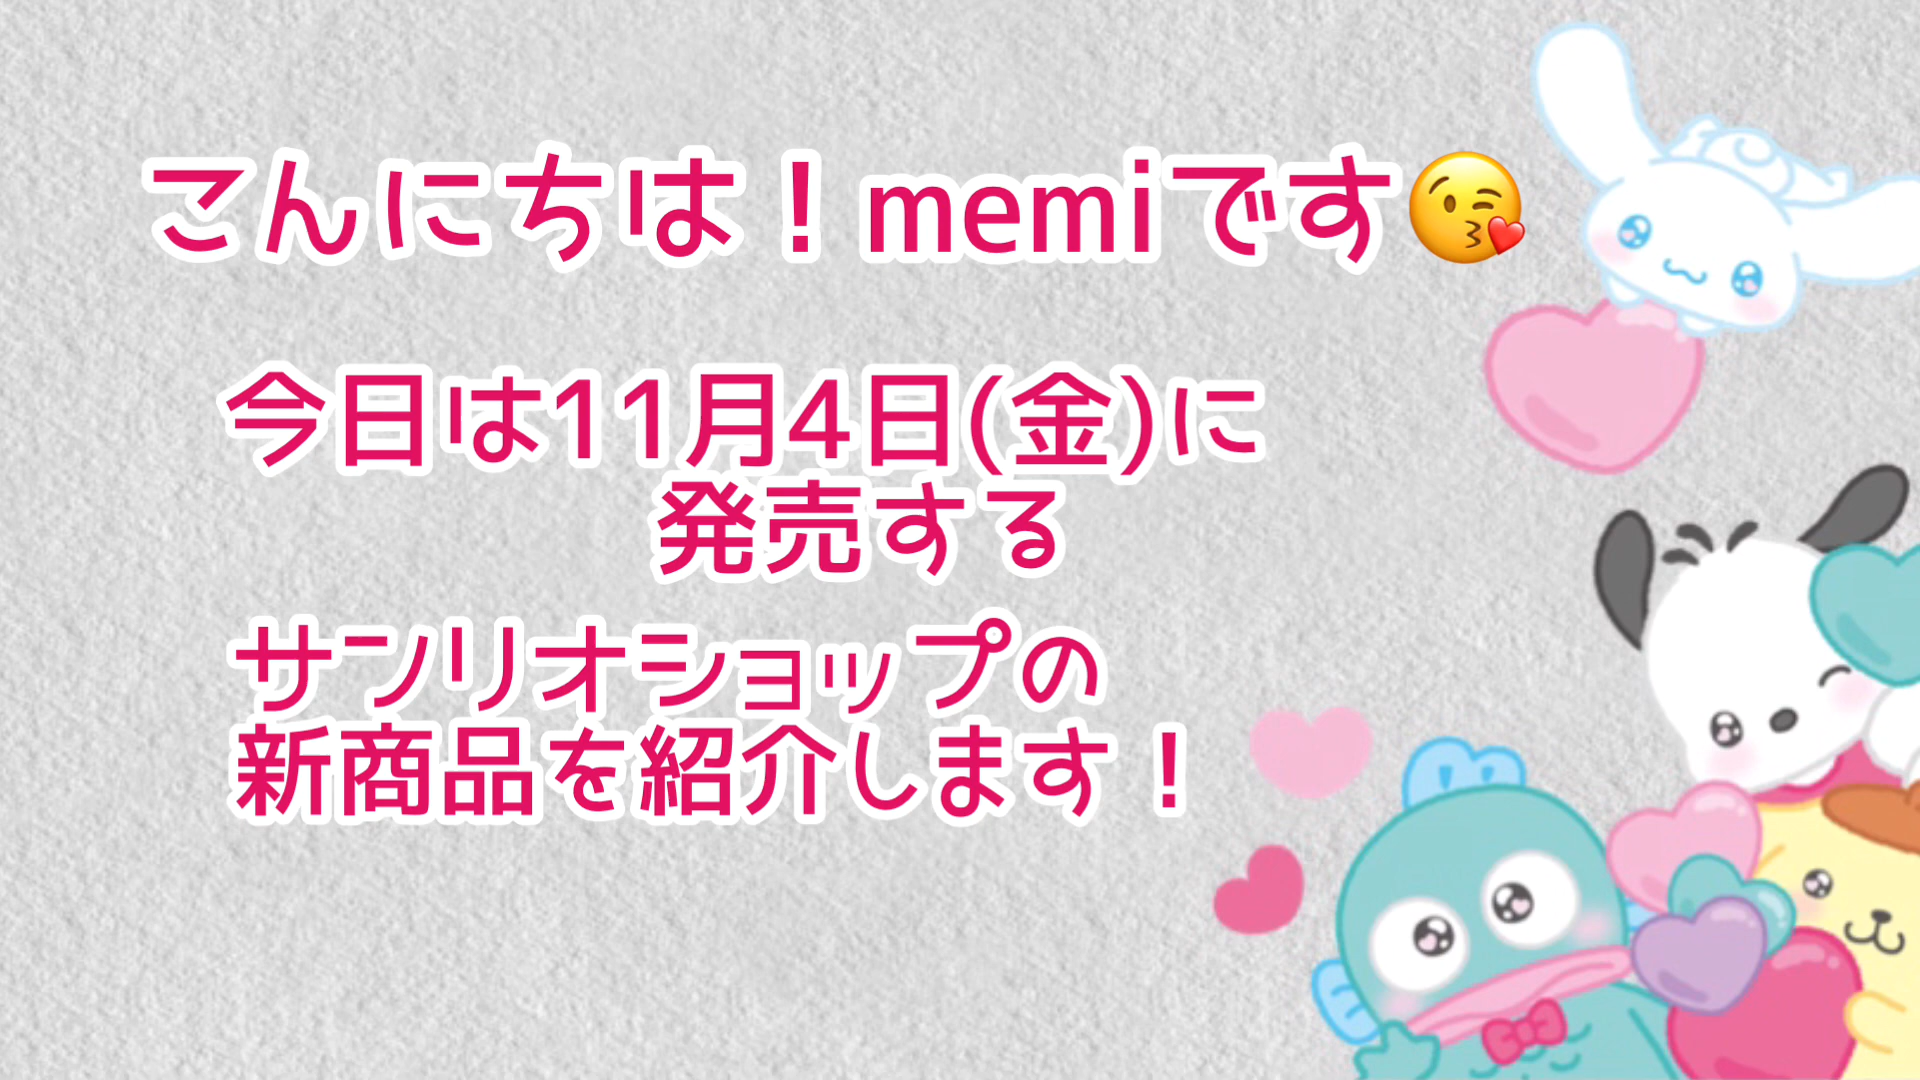 こんにちは！memiです😘
今日は11月4日(金)に
発売する
サンリオショップの
新商品を紹介します！